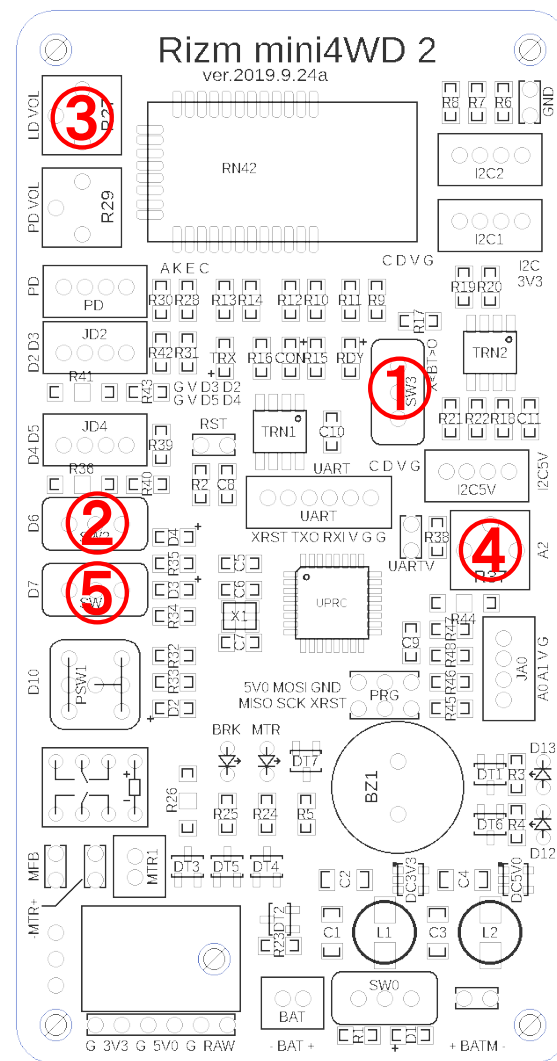 Rizm mini4WD 2
ver.2019.9.24a
LD VOL
③
R8 R7 R6 GND
RN42
I2C2
PD VOL R29
I2C1
A K E C
C D V G
I2C
3V3
PD
PD
R30 R28 R13 R14 R12 R10 R11 R9
R19 R20
R17
D2 D3
JD2
R42 R31 TRX R16 CON R15 RDY
①
SW3
TRN2
R41 R43
G V D3 D2
G V D5 D4
D4 D5
JD4
R39
RST
TRN1
C10
R21 R22 R18 C11
R36 R40
R2 C8
UART
C D V G
I2C5V
I2C5V
D6
②
D4
UART
XRST TXO RXI V G G
UARTV
R38
④
A2
R35
D7
⑤
D3
R34
C5
C6
X1
C7
UPRC
R44
C9
R47
R48
R46
R45
JA0
A0 A1 V G
D10
PSW1
R32
R33
D2
5V0 MOSI GND
MISO SCK XRST
PRG
BRK MTR
DT7
BZ1
DT1 R3 D13
R26
R25 R24 R5
DT6 R4 D12
MFB
MTR1
DT3 DT5 DT4
C2
DC3V3
C4
DC5V0
-MTR+
DT2
R23
C1
L1
C3
L2
BAT
SW0
G 3V3 G 5V0 G RAW
- BAT +
R1
D1
+ BATM -